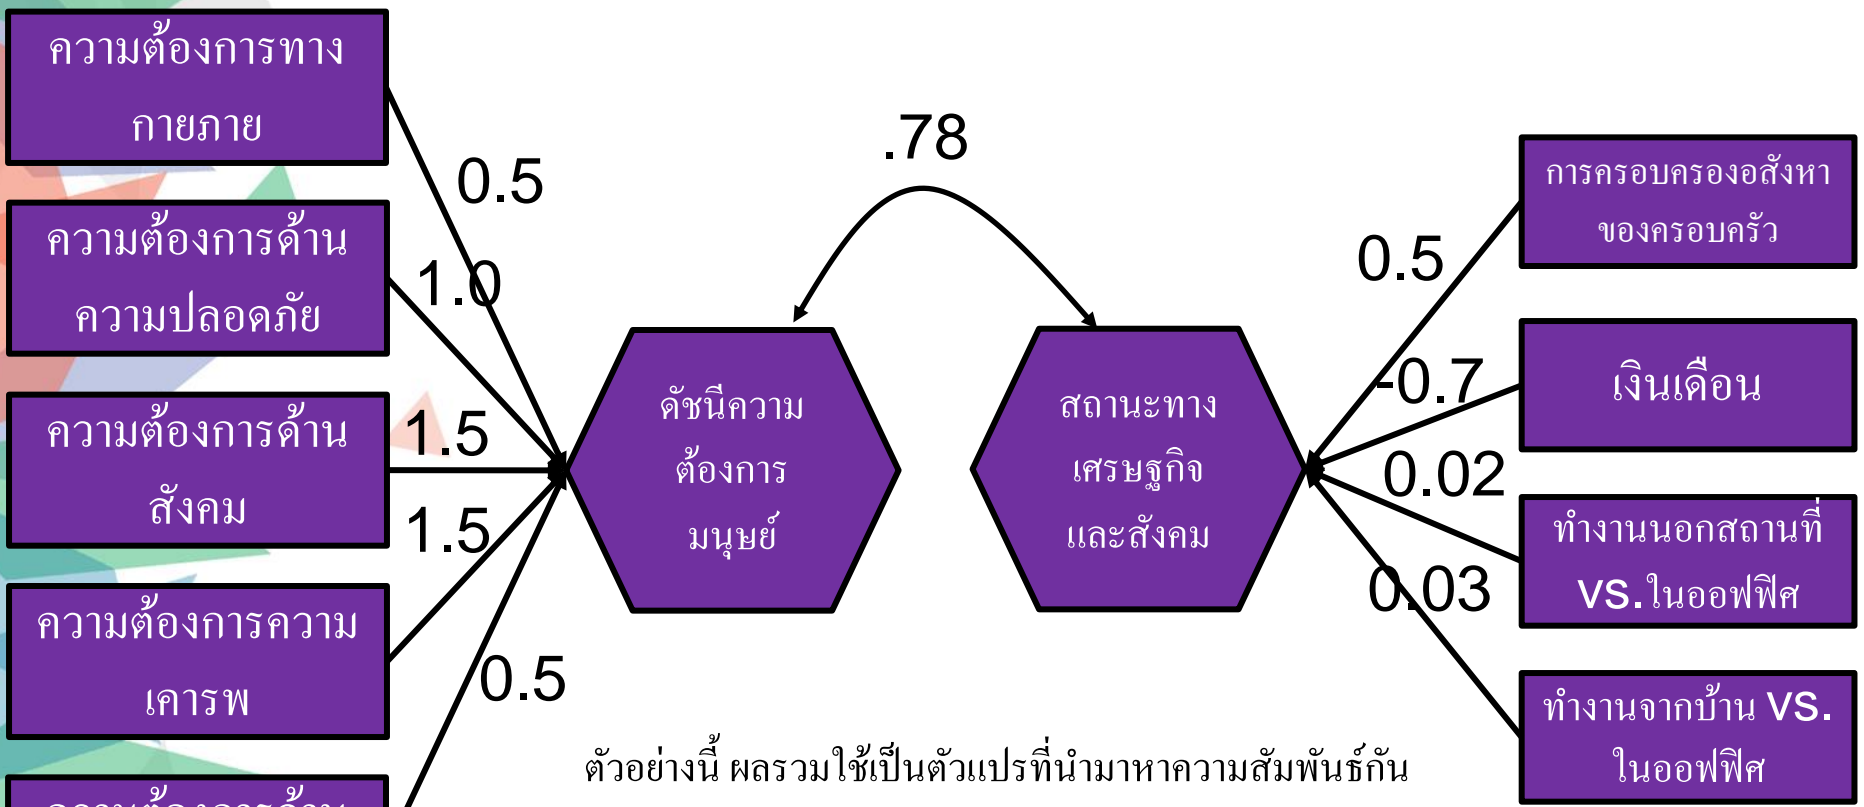 ความต้องการทาง
กายภาย
0.5
ความต้องการด้าน
ความปลอดภัย
1.0
ความต้องการด้าน
สังคม
1.5
ความต้องการความ
เคารพ
1.5
0.5
ความต้องการด้าน
ดัชนีความ
ต้องการ
มนุษย์
.78
สถานะทาง
เศรษฐกิจ
และสังคม
0.5
-0.7
0.02
0.03
การครอบครองอสังหา
ของครอบครัว
เงินเดือน
ทำงานนอกสถานที่
vs.ในออฟฟิศ
ทำงานจากบ้าน vs.
ในออฟฟิศ
ตัวอย่างนี้ ผลรวมใช้เป็นตัวแปรที่นำมาหาความสัมพันธ์กัน